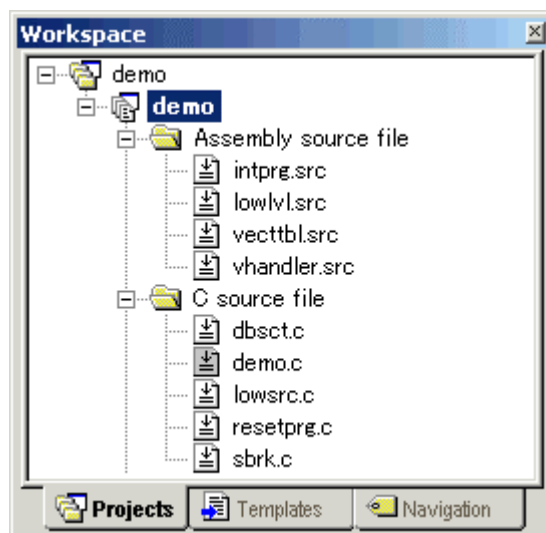 Workspace
demo
demo
Assembly source file
intprg.src
lowlvl.src
vecttbl.src
vhandler.src
C source file
dbsct.c
demo.c
lowsrc.c
resetprg.c
sbrk.c
Projects Templates Navigation